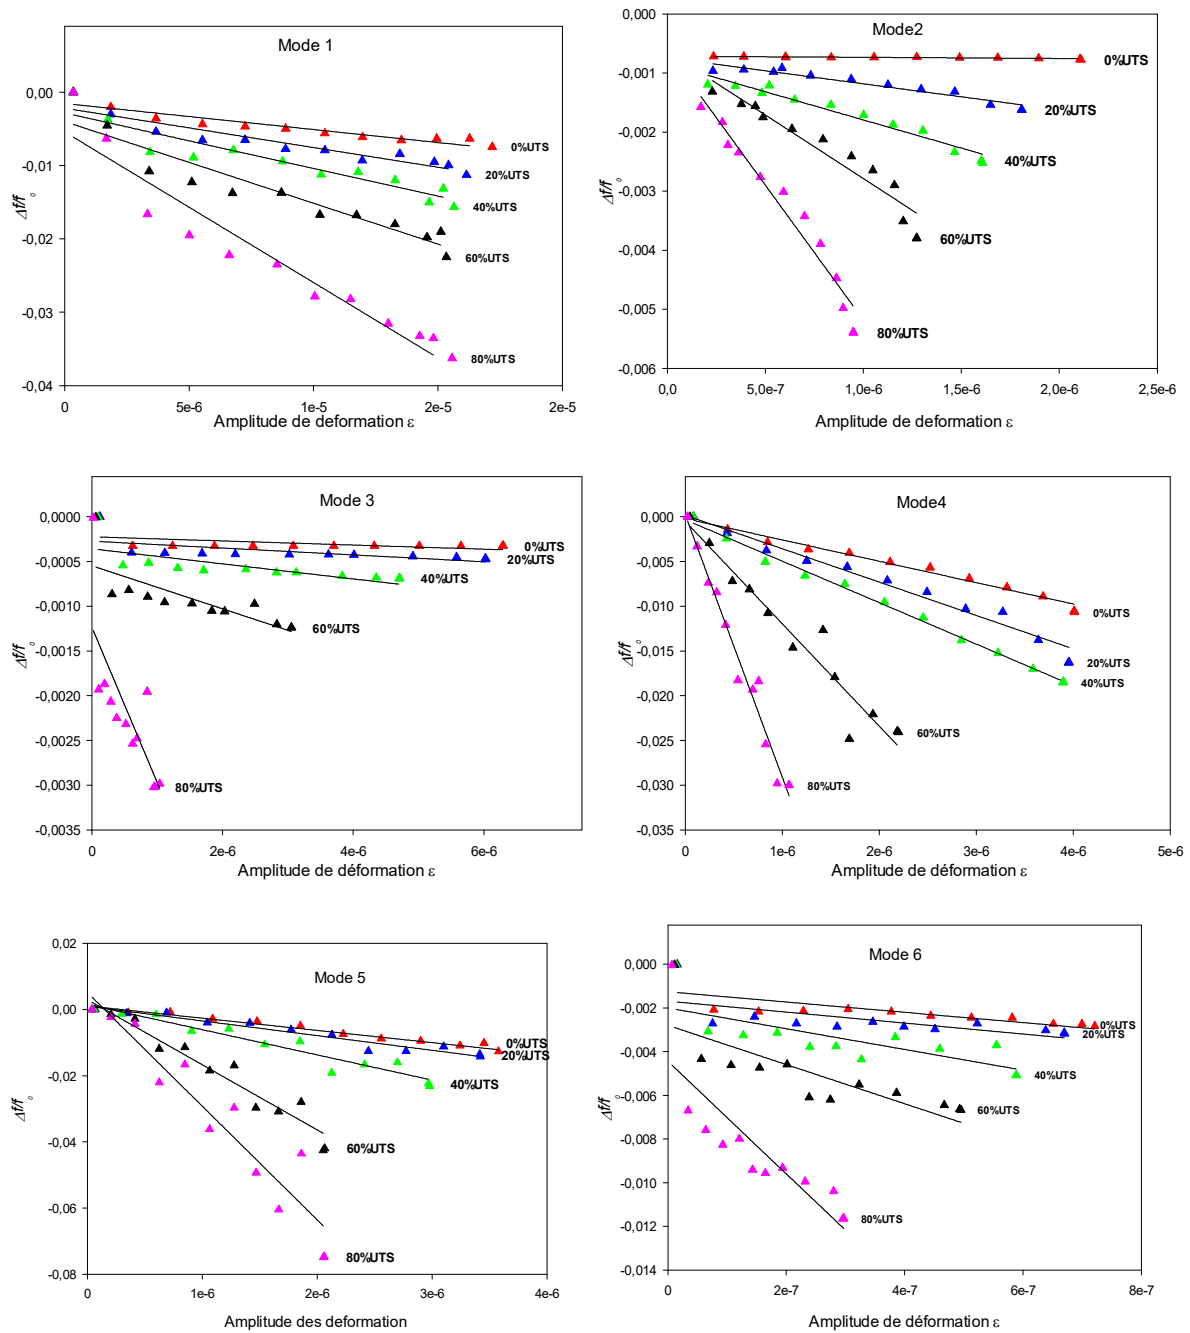 Mode 1
0,00
-0,01
-0,02
-0,03
-0,04
Δf/f₀
0%UTS
20%UTS
40%UTS
60%UTS
80%UTS
0
5e-6
1e-5
2e-5
2e-5
Amplitude de deformation ε
Mode2
0,000
-0,001
-0,002
-0,003
-0,004
-0,005
-0,006
Δf/f₀
0%UTS
20%UTS
40%UTS
60%UTS
80%UTS
0,0
5,0e-7
1,0e-6
1,5e-6
2,0e-6
2,5e-6
Amplitude de deformation ε
Mode 3
0,0000
-0,0005
-0,0010
-0,0015
-0,0020
-0,0025
-0,0030
-0,0035
Δf/f₀
0%UTS
20%UTS
40%UTS
60%UTS
80%UTS
0
2e-6
4e-6
6e-6
Amplitude de déformation ε
Mode4
0,000
-0,005
-0,010
-0,015
-0,020
-0,025
-0,030
-0,035
Δf/f₀
0%UTS
20%UTS
40%UTS
60%UTS
80%UTS
0
1e-6
2e-6
3e-6
4e-6
5e-6
Amplitude de déformation ε
Mode 5
0,02
0,00
-0,02
-0,04
-0,06
-0,08
Δf/f₀
0%UTS
20%UTS
40%UTS
60%UTS
80%UTS
0
1e-6
2e-6
3e-6
4e-6
Amplitude des deformation
Mode 6
0,000
-0,002
-0,004
-0,006
-0,008
-0,010
-0,012
-0,014
Δf/f₀
0%UTS
20%UTS
40%UTS
60%UTS
80%UTS
0
2e-7
4e-7
6e-7
8e-7
Amplitude de déformation ε